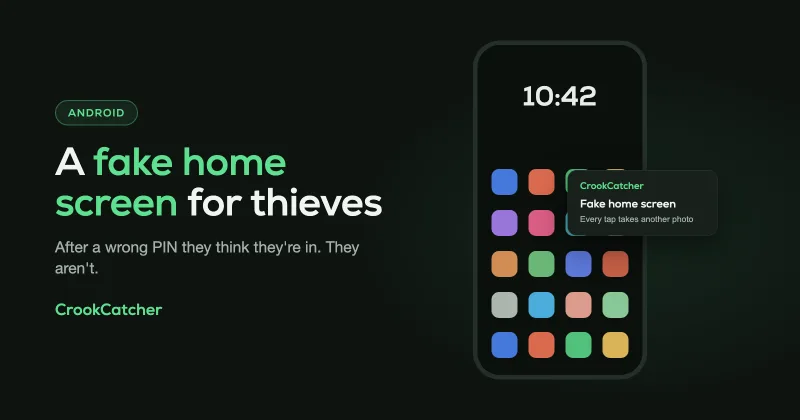 ANDROID
A fake home
screen for thieves
After a wrong PIN they think they're in. They
aren't.
CrookCatcher
10:42
CrookCatcher
Fake home screen
Every tap takes another photo